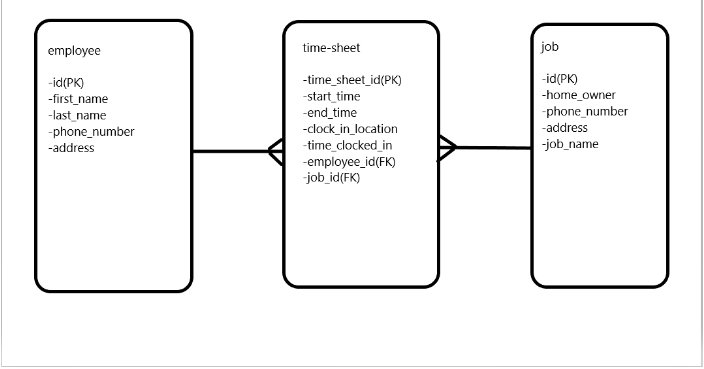 employee
-id(PK)
-first_name
-last_name
-phone_number
-address
time-sheet
-time_sheet_id(PK)
-start_time
-end_time
-clock_in_location
-time_clocked_in
-employee_id(FK)
-job_id(FK)
job
-id(PK)
-home_owner
-phone_number
-address
-job_name